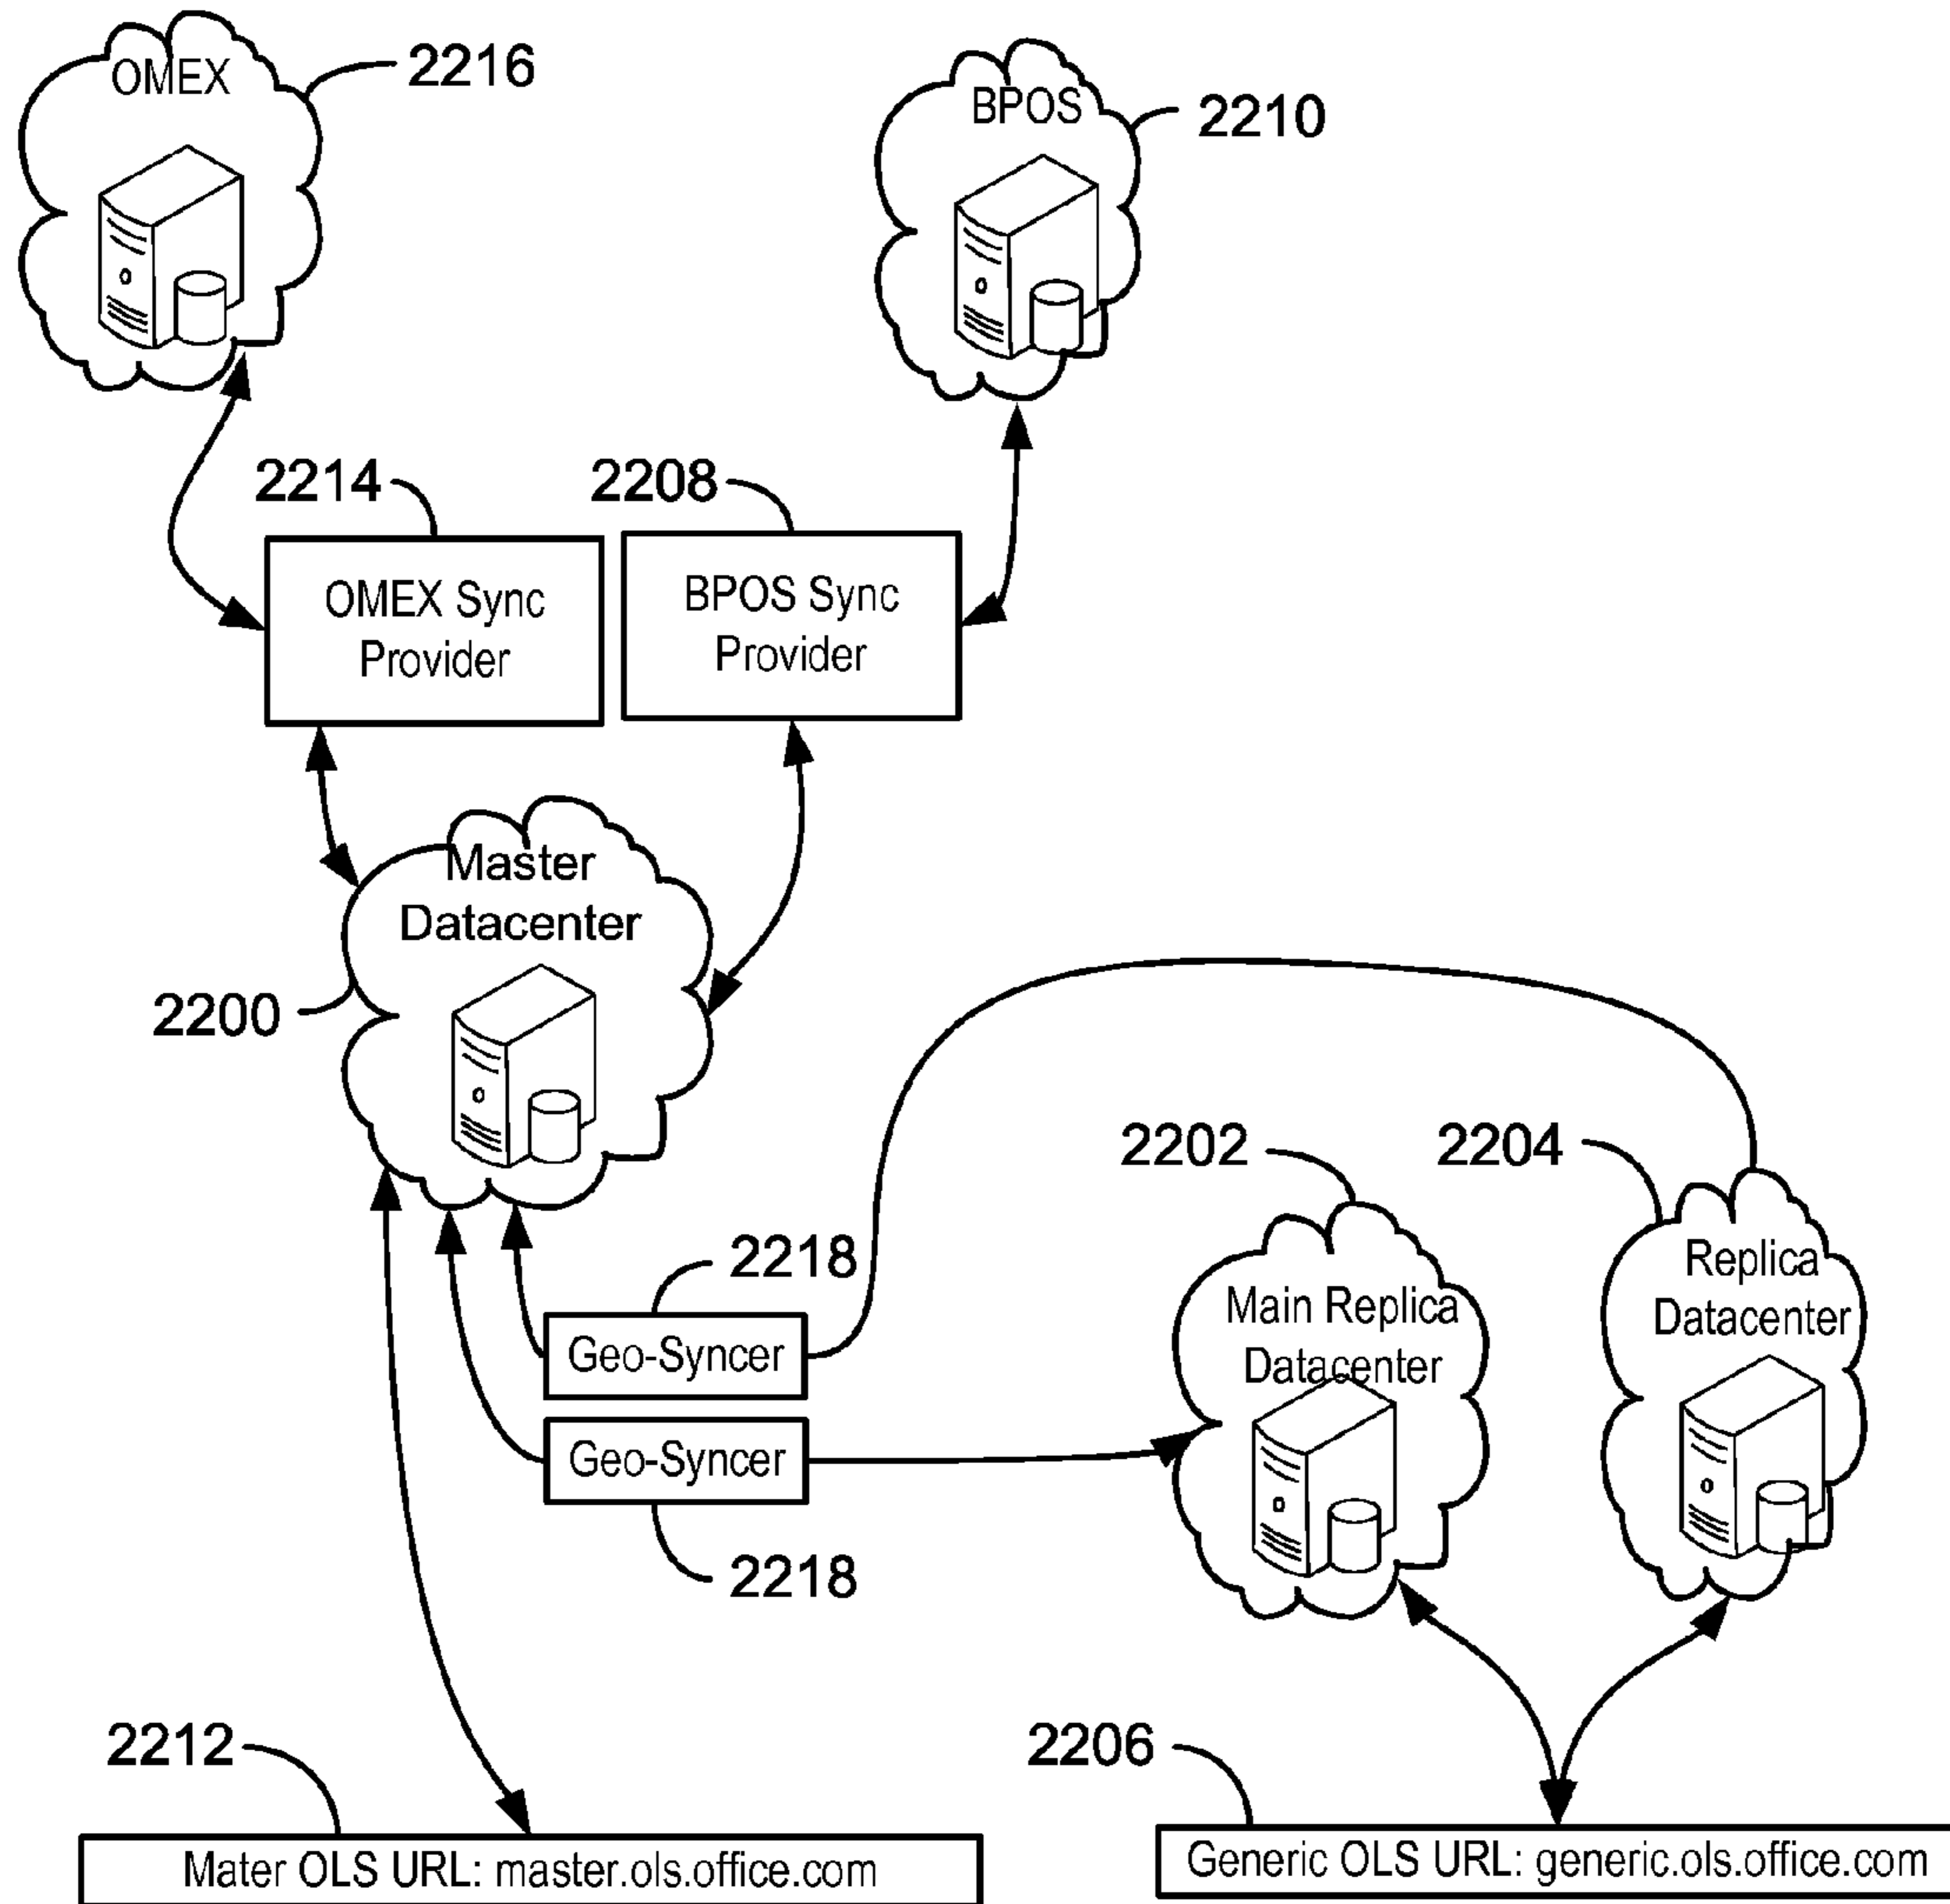 OMEX
2216
BPOS
2210
2214
2208
OMEX Sync
Provider
BPOS Sync
Provider
Master
Datacenter
2200
2202
2204
2218
Geo-Syncer
Geo-Syncer
2218
Main Replica
Datacenter
Replica
Datacenter
2212
2206
Mater OLS URL: master.ols.office.com
Generic OLS URL: generic.ols.office.com